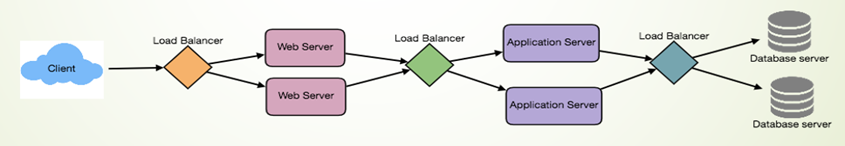 Client
Load Balancer
Web Server
Web Server
Load Balancer
Application Server
Application Server
Load Balancer
Database server
Database server